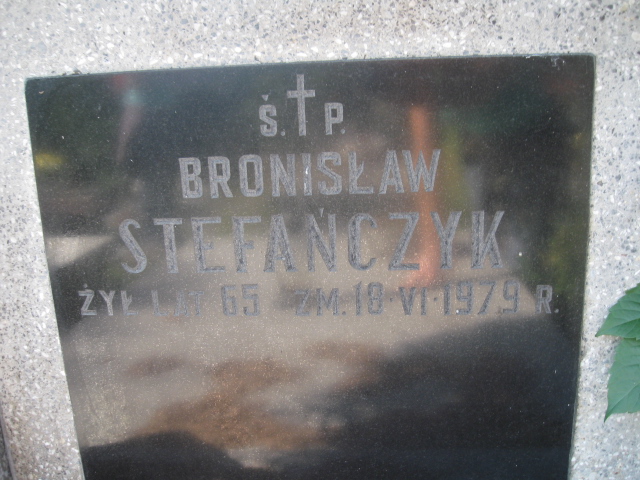 Ś. P.
BRONISŁAW
STEFAŃCZYK
ŻYŁ LAT 65 ZM. 18·VI·1979 R.